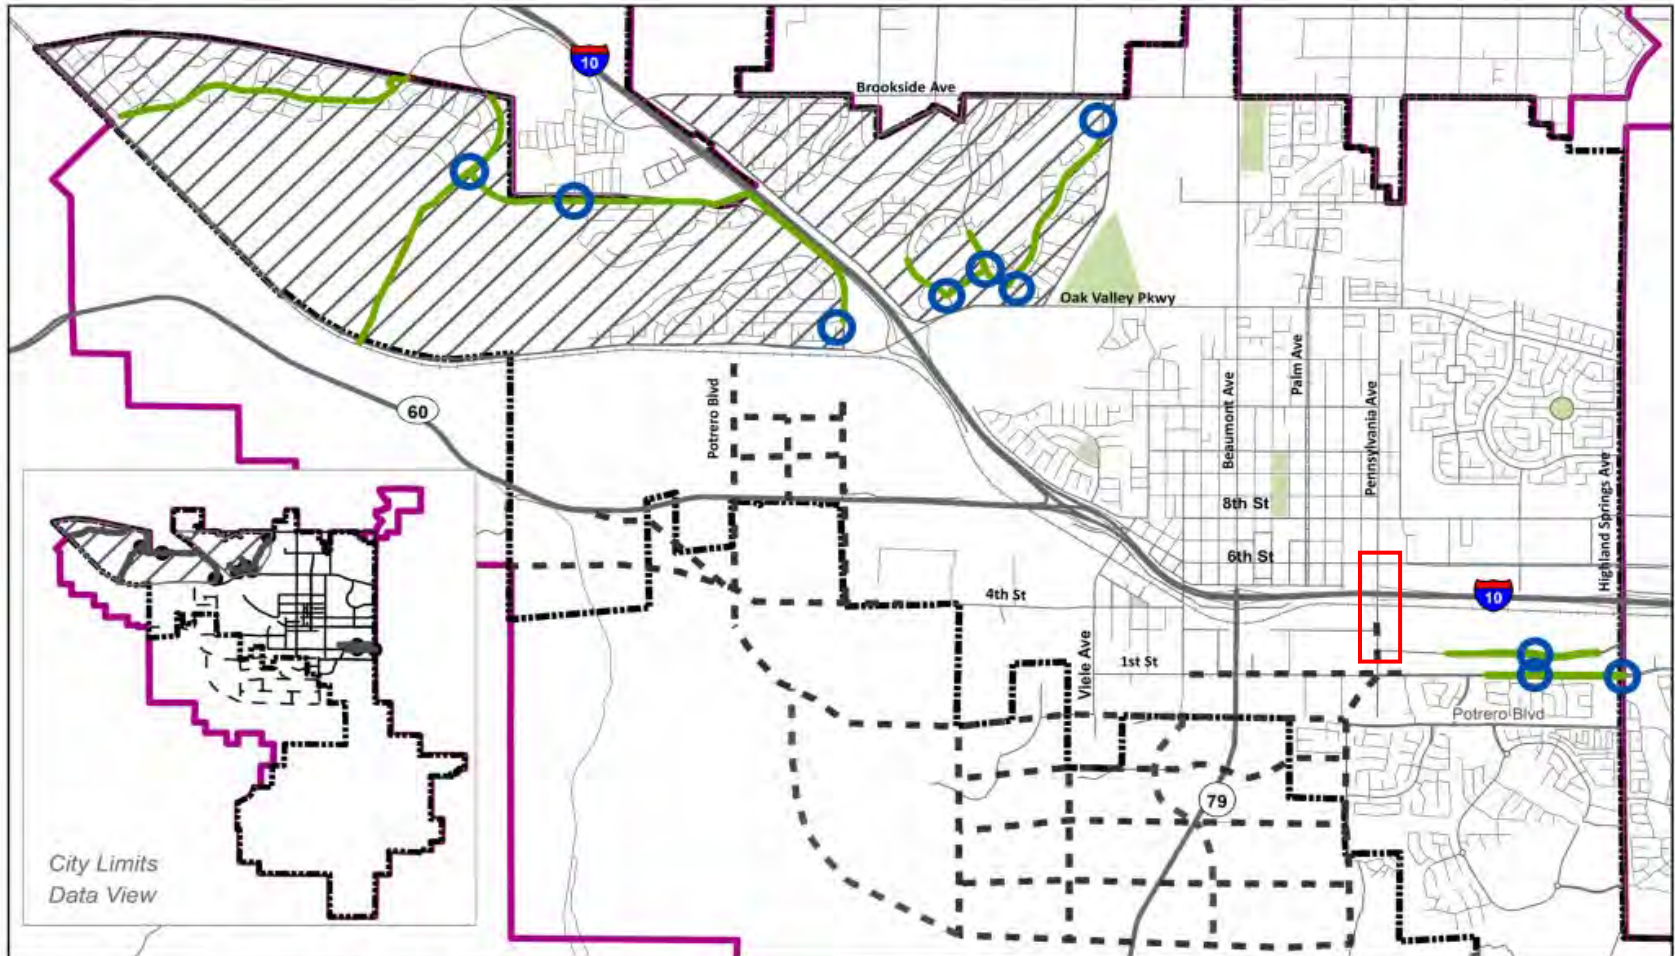 10
Brookside Ave
Oak Valley Pkwy
Palm Ave
Beaumont Ave
Pennsylvania Ave
Potrero Blvd
60
Highland Springs Ave
8th St
6th St
10
4th St
Viele Ave
1st St
Potrero Blvd
79
City Limits
Data View